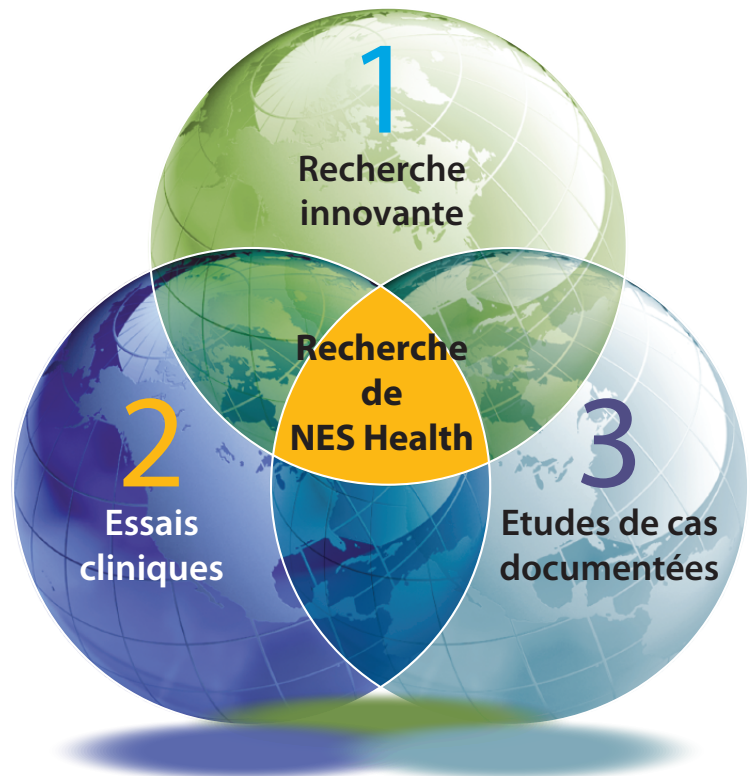 1
Recherche
innovante
Recherche
de
NES Health
2
Essais
cliniques
3
Etudes de cas
documentées